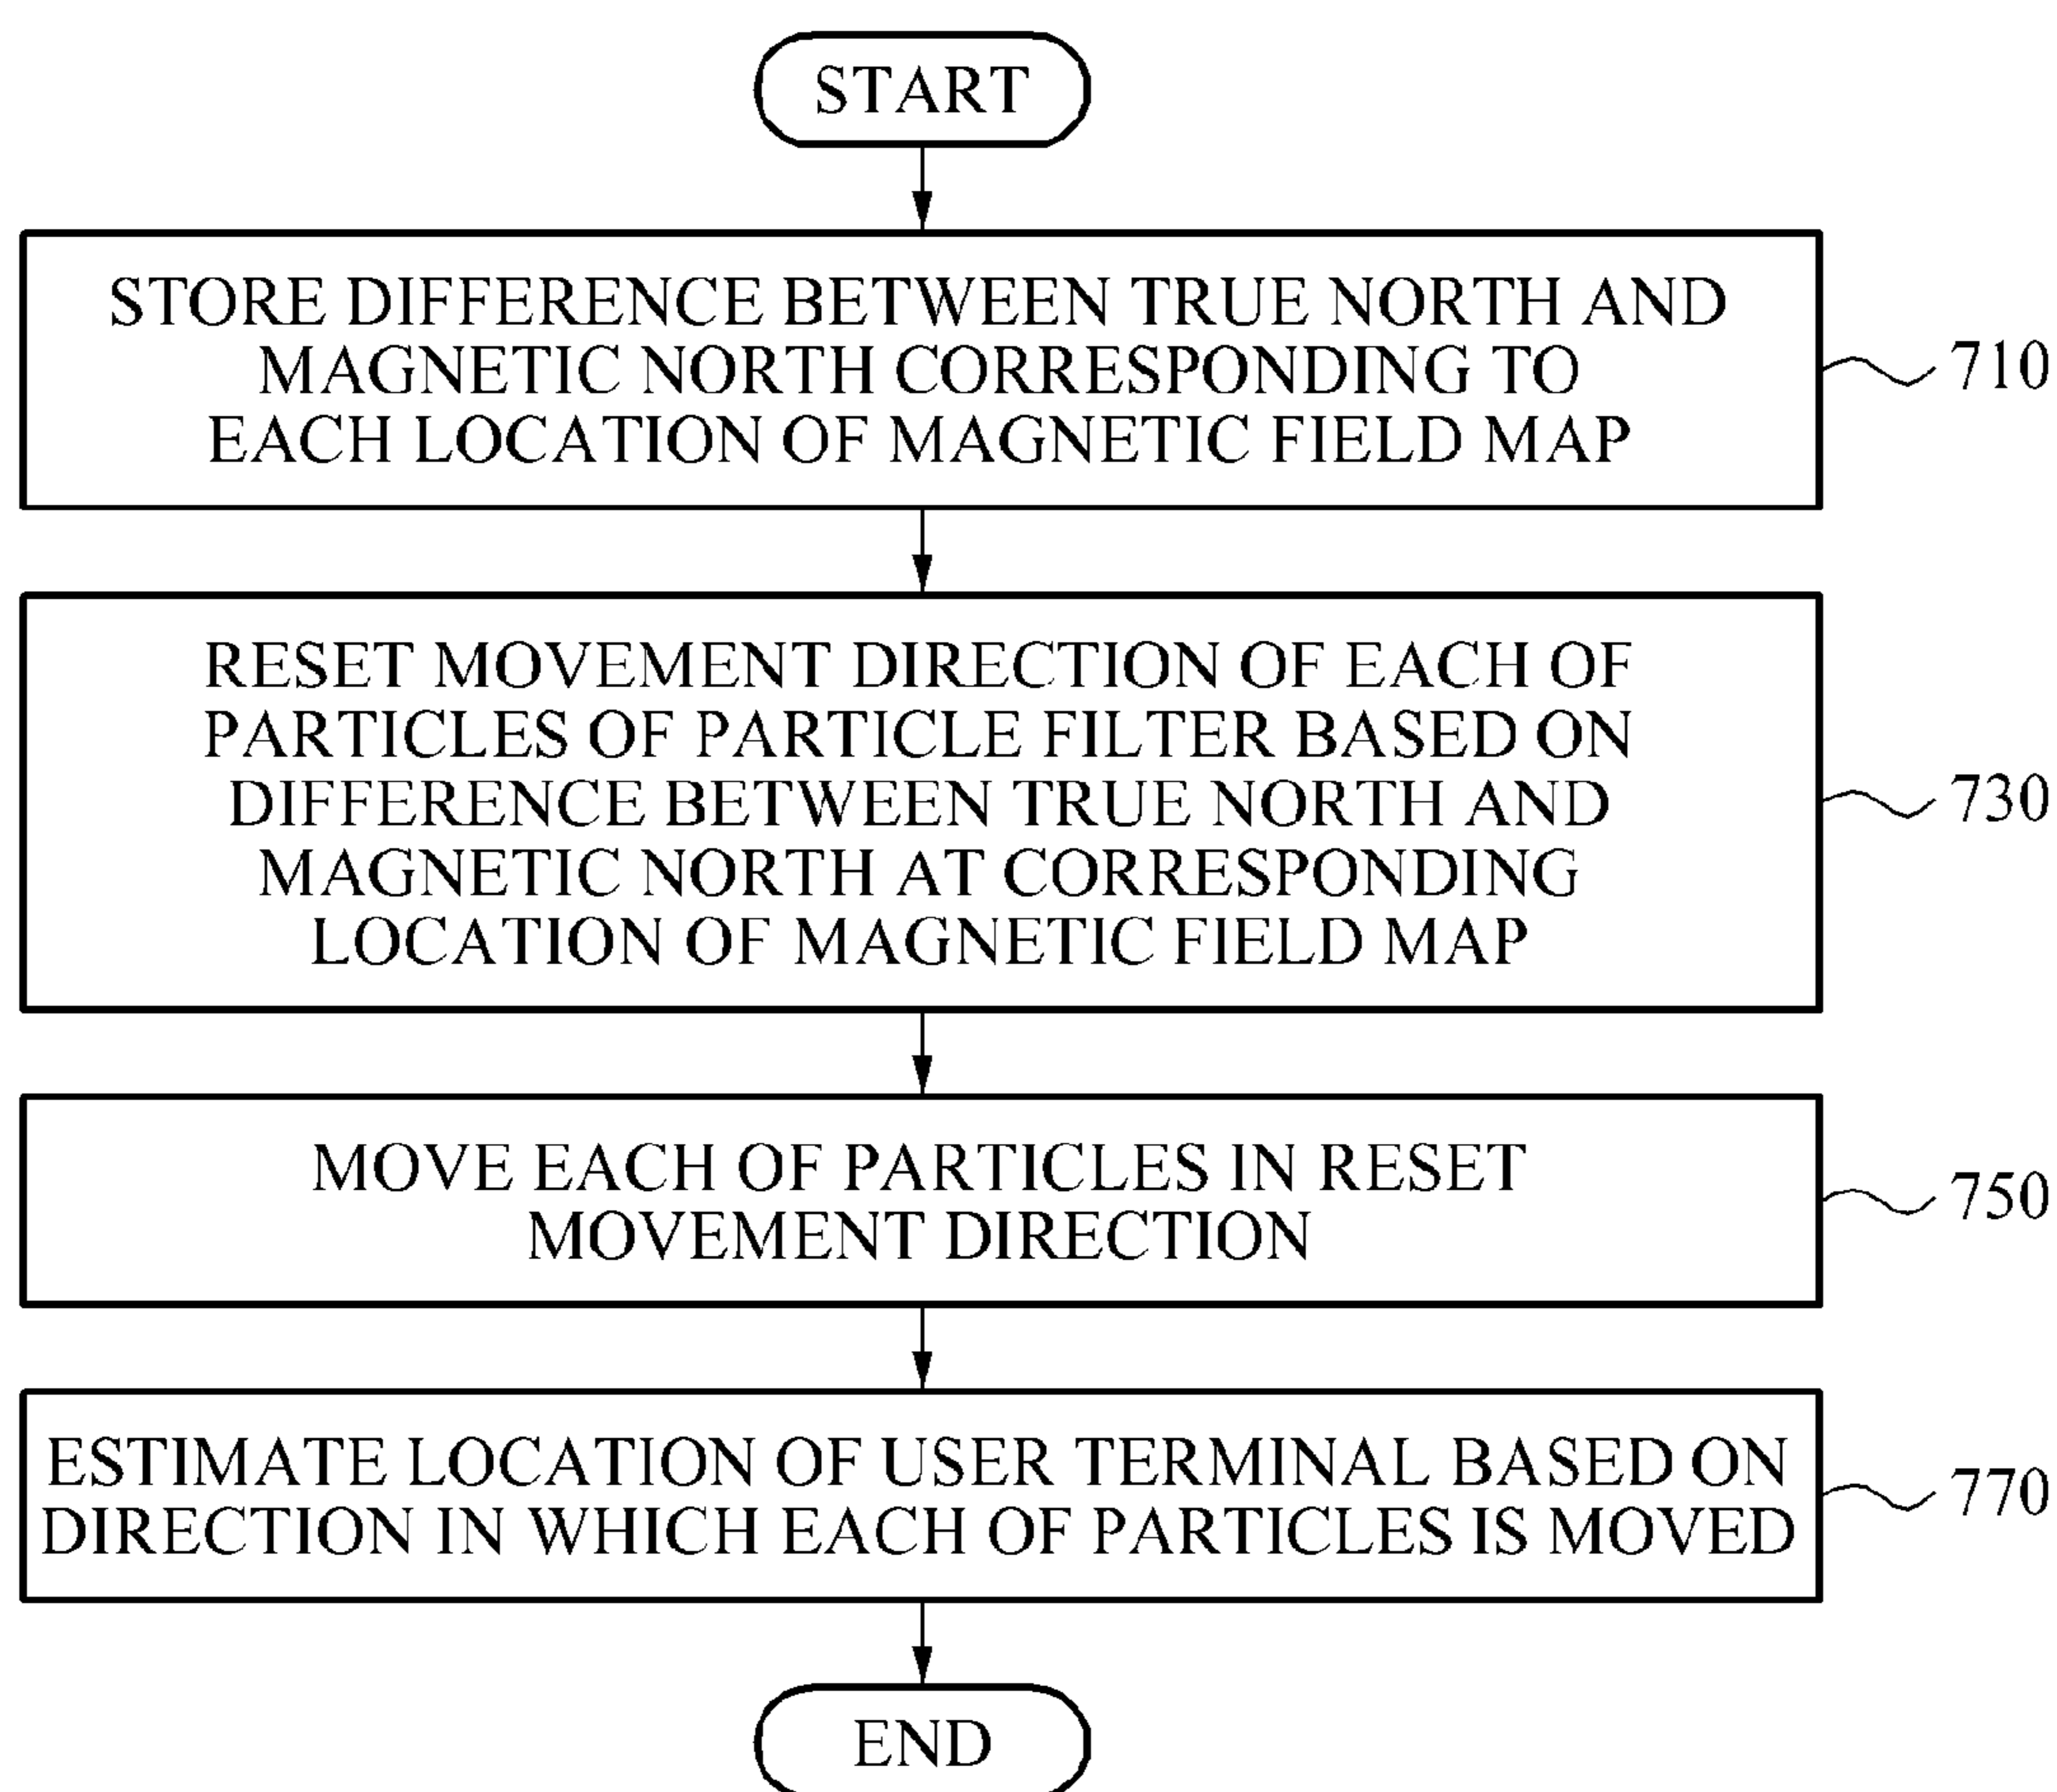 START
STORE DIFFERENCE BETWEEN TRUE NORTH AND
MAGNETIC NORTH CORRESPONDING TO
EACH LOCATION OF MAGNETIC FIELD MAP
710
RESET MOVEMENT DIRECTION OF EACH OF
PARTICLES OF PARTICLE FILTER BASED ON
DIFFERENCE BETWEEN TRUE NORTH AND
MAGNETIC NORTH AT CORRESPONDING
LOCATION OF MAGNETIC FIELD MAP
730
MOVE EACH OF PARTICLES IN RESET
MOVEMENT DIRECTION
750
ESTIMATE LOCATION OF USER TERMINAL BASED ON
DIRECTION IN WHICH EACH OF PARTICLES IS MOVED
770
END